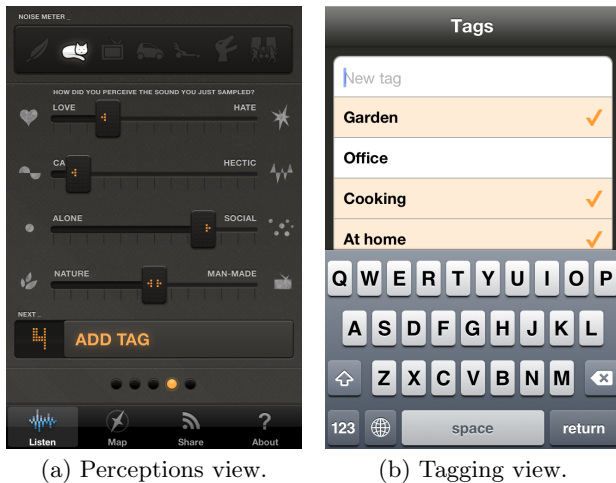 NOISE METER _
HOW DID YOU PERCEIVE THE SOUND YOU JUST SAMPLED?
LOVE HATE
CA HECTIC
ALONE SOCIAL
NATURE MAN-MADE
NEXT _
4 ADD TAG
Listen Map Share About
(a) Perceptions view.
Tags
New tag
Garden
Office
Cooking
At home
Q W E R T Y U I O P
A S D F G H J K L
Z X C V B N M
123 space return
(b) Tagging view.